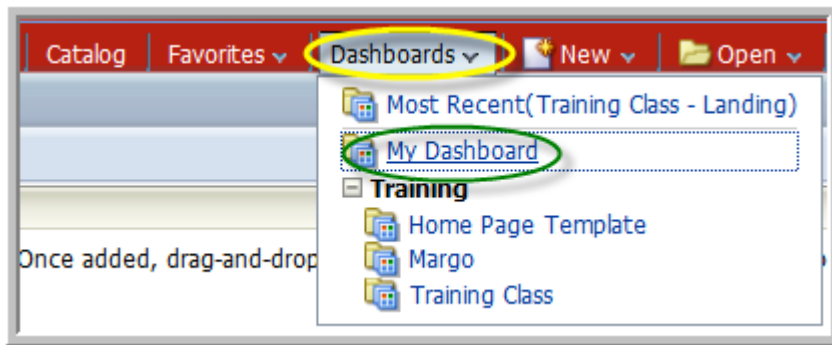 Catalog Favorites Dashboards New Open
Most Recent(Training Class - Landing)
My Dashboard
Training
Home Page Template
Once added, drag-and-drop
Margo
Training Class